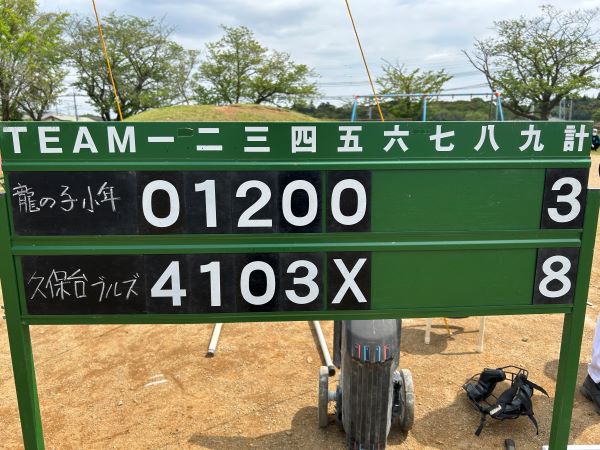 TEAM 一 二 三 四 五 六 七 八 九 計
龍の子少年 0 1 2 0 0 3
久保台ブルズ 4 1 0 3 X 8